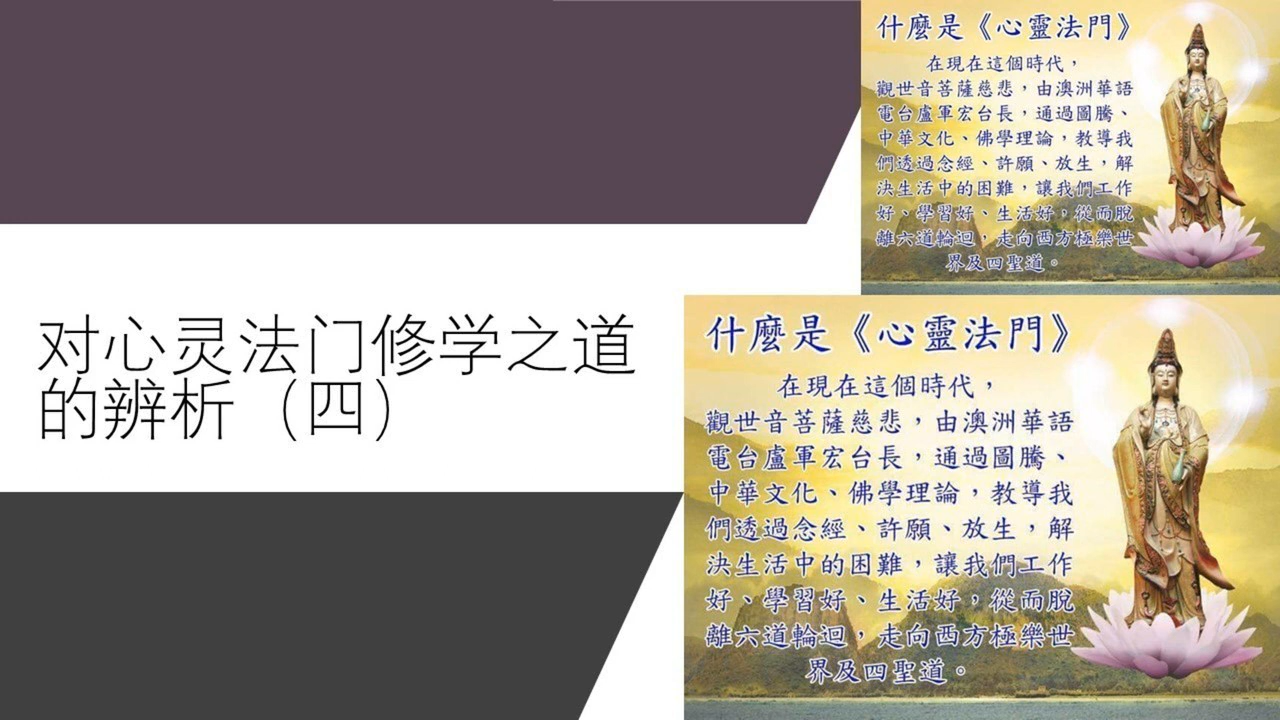 对心灵法门修学之道
的辨析（四）
什麼是《心靈法門》
在現在這個時代，
觀世音菩薩慈悲，由澳洲華語
電台盧軍宏台長，通過圖騰、
中華文化、佛學理論，教導我
們透過念經、許願、放生，解
決生活中的困難，讓我們工作
好、學習好、生活好，從而脫
離六道輪迴，走向西方極樂世
界及四聖道。
什麼是《心靈法門》
在現在這個時代，
觀世音菩薩慈悲，由澳洲華語
電台盧軍宏台長，通過圖騰、
中華文化、佛學理論，教導我
們透過念經、許願、放生，解
決生活中的困難，讓我們工作
好、學習好、生活好，從而脫
離六道輪迴，走向西方極樂世
界及四聖道。